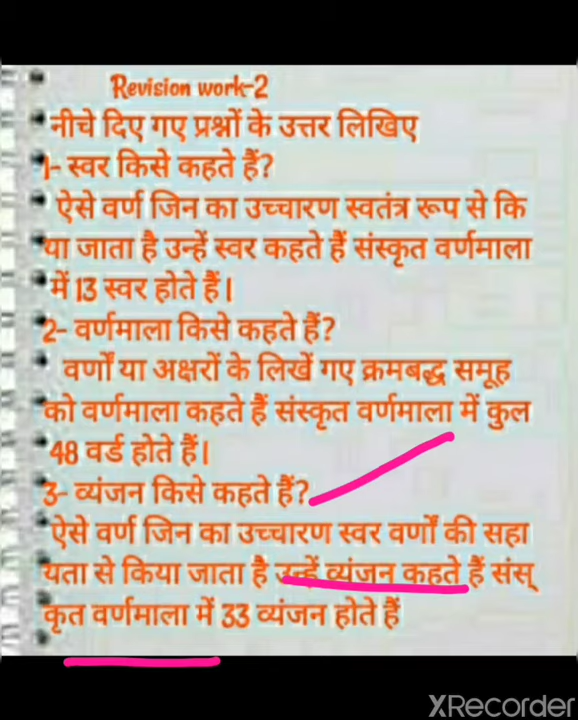 Revision work-2
नीचे दिए गए प्रश्नों के उत्तर लिखिए
1- स्वर किसे कहते हैं?
ऐसे वर्ण जिन का उच्चारण स्वतंत्र रूप से कि
या जाता है उन्हें स्वर कहते हैं संस्कृत वर्णमाला
में 13 स्वर होते हैं।
2- वर्णमाला किसे कहते हैं?
वर्णों या अक्षरों के लिखें गए क्रमबद्ध समूह
को वर्णमाला कहते हैं संस्कृत वर्णमाला में कुल
48 वर्ड होते हैं।
3- व्यंजन किसे कहते हैं?
ऐसे वर्ण जिन का उच्चारण स्वर वर्णों की सहा
यता से किया जाता है उन्हें व्यंजन कहते हैं संस्
कृत वर्णमाला में 33 व्यंजन होते हैं
XRecorder